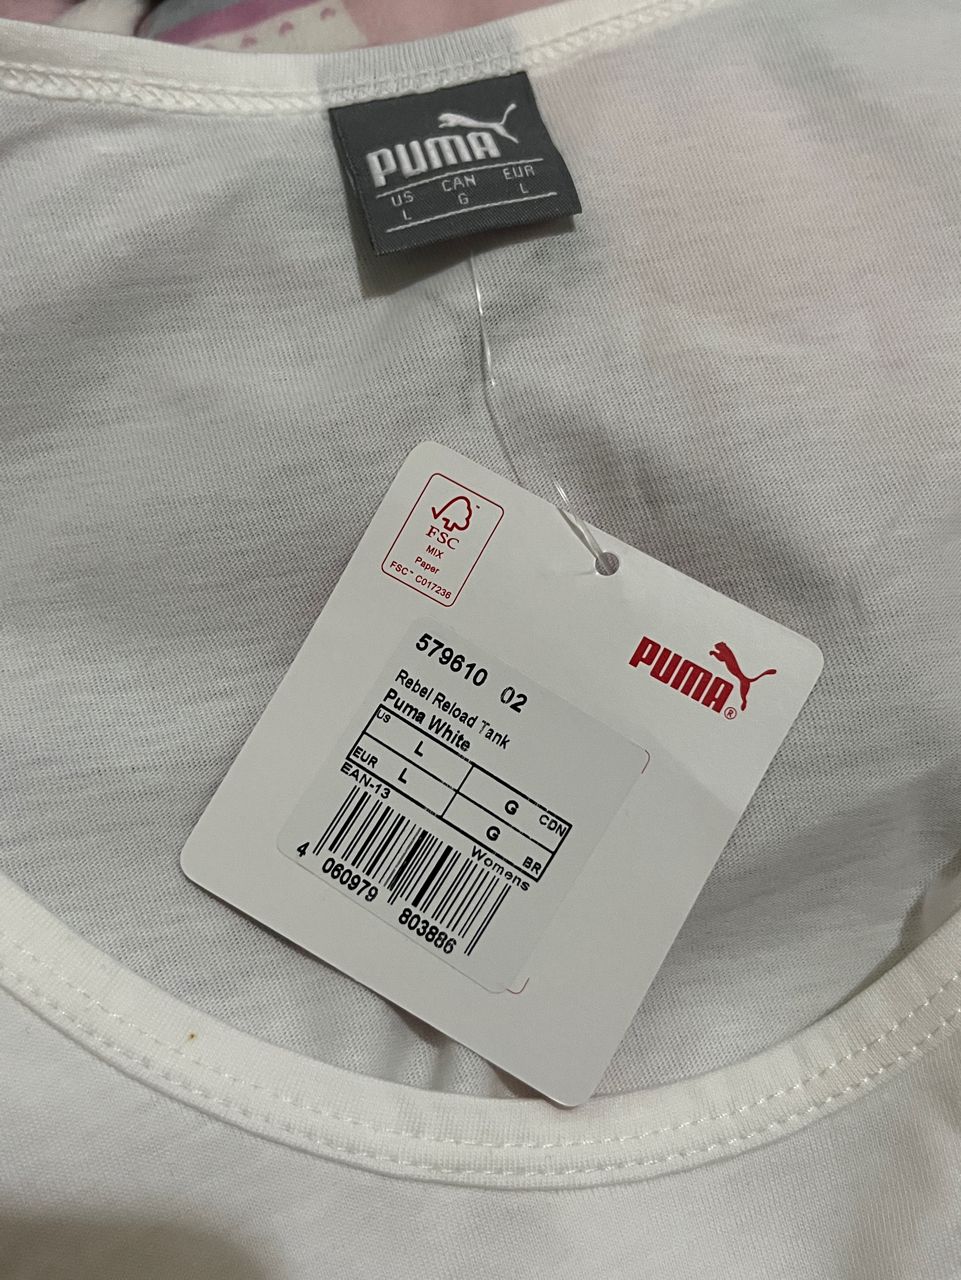 PUMA
US CAN EUR
L G L
FSC
MIX
Paper
FSC™ C017236
PUMA®
579610 02
Rebel Reload Tank
Puma White
US L G CDN
EUR L G BR
EAN-13 Womens
4 060979 803886